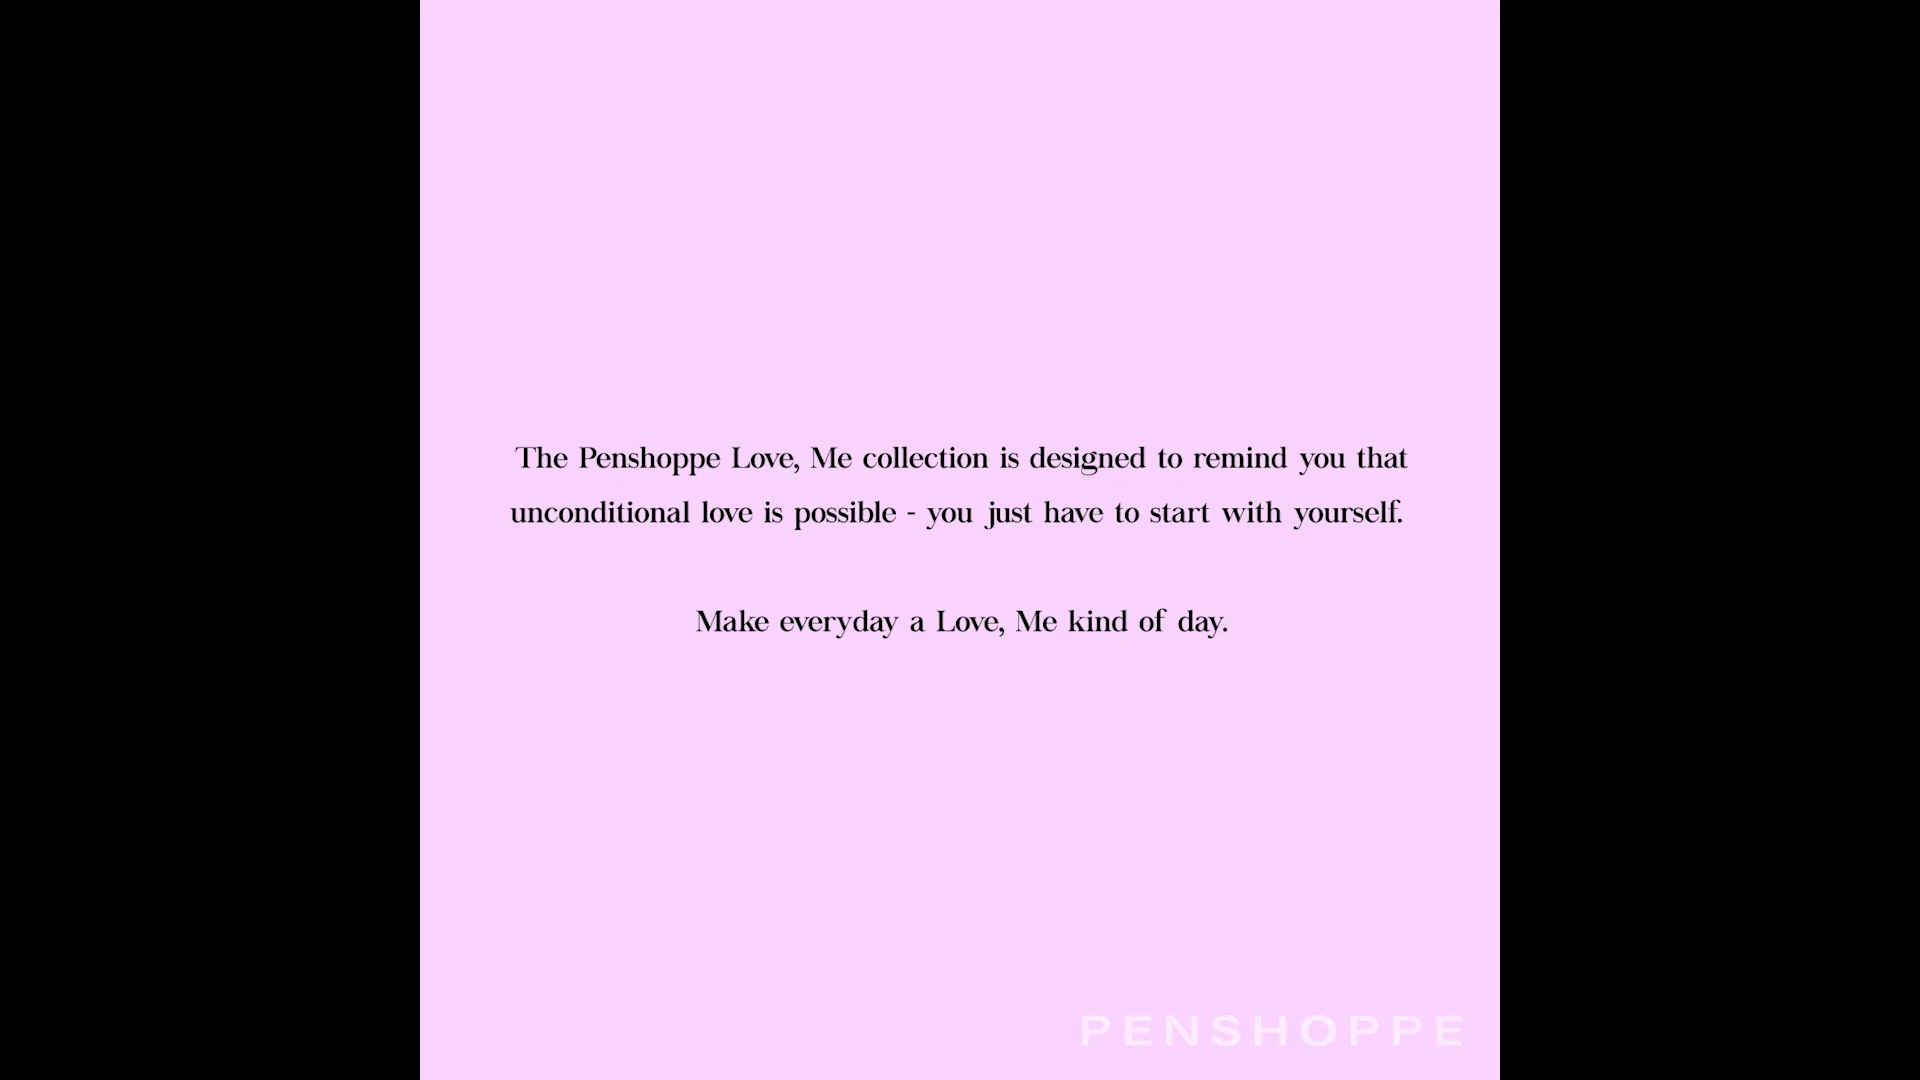 The Penshoppe Love, Me collection is designed to remind you that
unconditional love is possible - you just have to start with yourself.
Make everyday a Love, Me kind of day.
PENSHOPPE